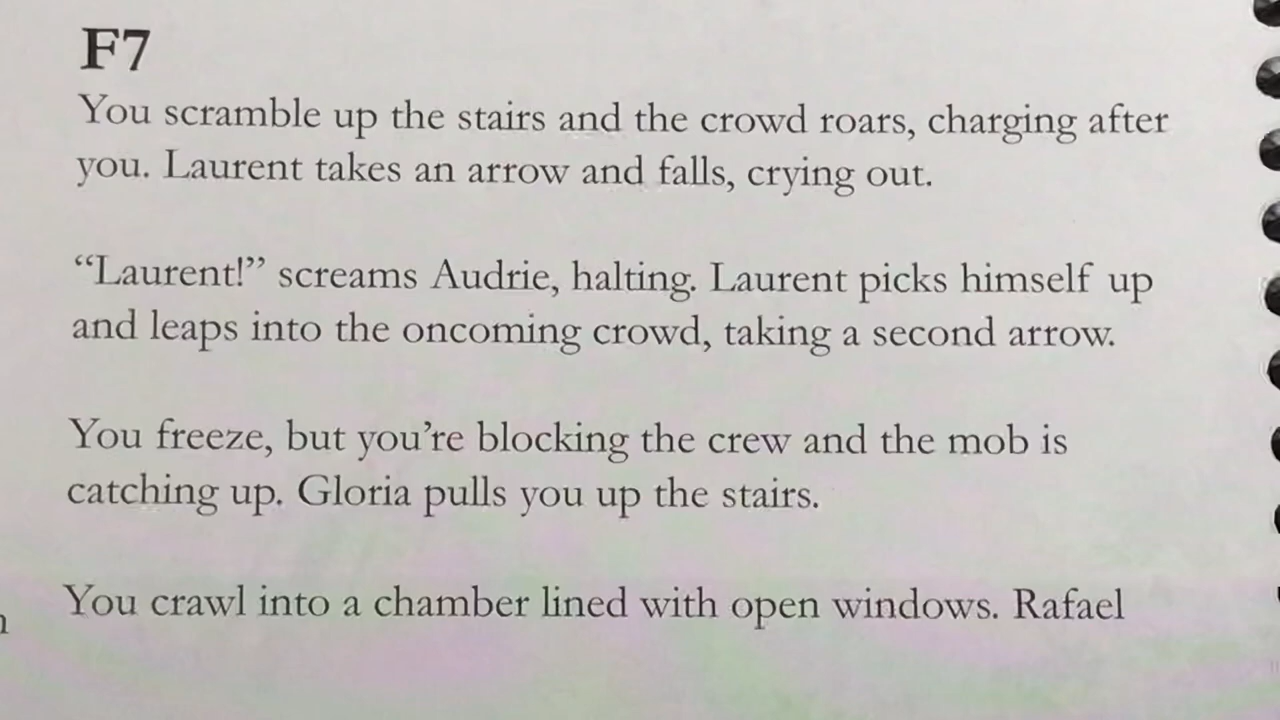 F7
You scramble up the stairs and the crowd roars, charging after
you. Laurent takes an arrow and falls, crying out.
“Laurent!” screams Audrie, halting. Laurent picks himself up
and leaps into the oncoming crowd, taking a second arrow.
You freeze, but you’re blocking the crew and the mob is
catching up. Gloria pulls you up the stairs.
You crawl into a chamber lined with open windows. Rafael